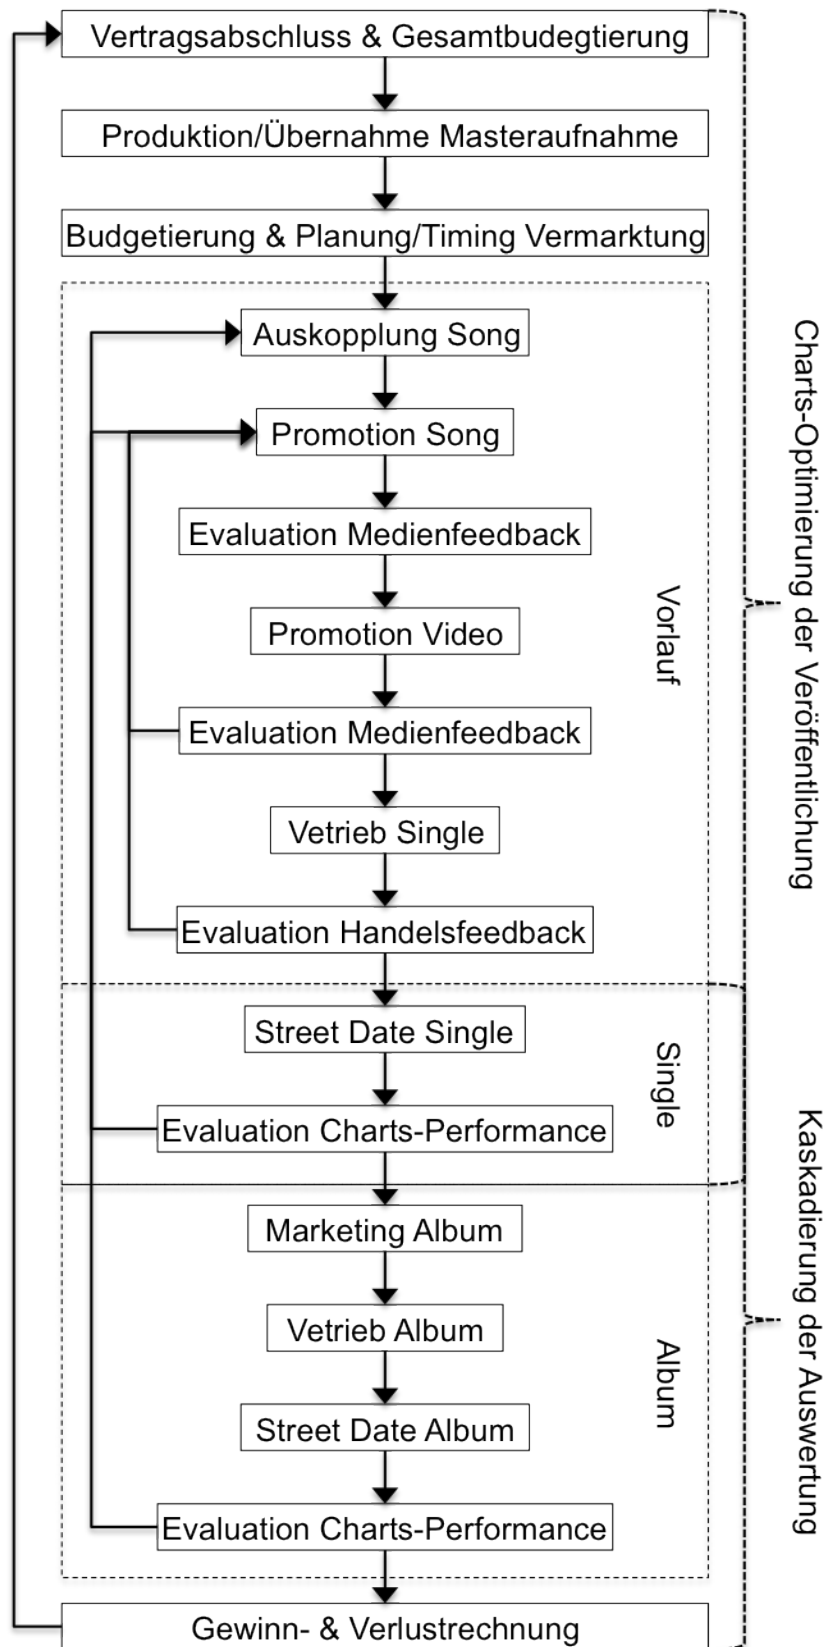 Vertragsabschluss & Gesamtbudegtierung
Produktion/Übernahme Masteraufnahme
Budgetierung & Planung/Timing Vermarktung
Auskopplung Song
Promotion Song
Evaluation Medienfeedback
Promotion Video
Evaluation Medienfeedback
Vetrieb Single
Evaluation Handelsfeedback
Vorlauf
Street Date Single
Evaluation Charts-Performance
Single
Marketing Album
Vetrieb Album
Street Date Album
Evaluation Charts-Performance
Album
Gewinn- & Verlustrechnung
Charts-Optimierung der Veröffentlichung
Kaskadierung der Auswertung